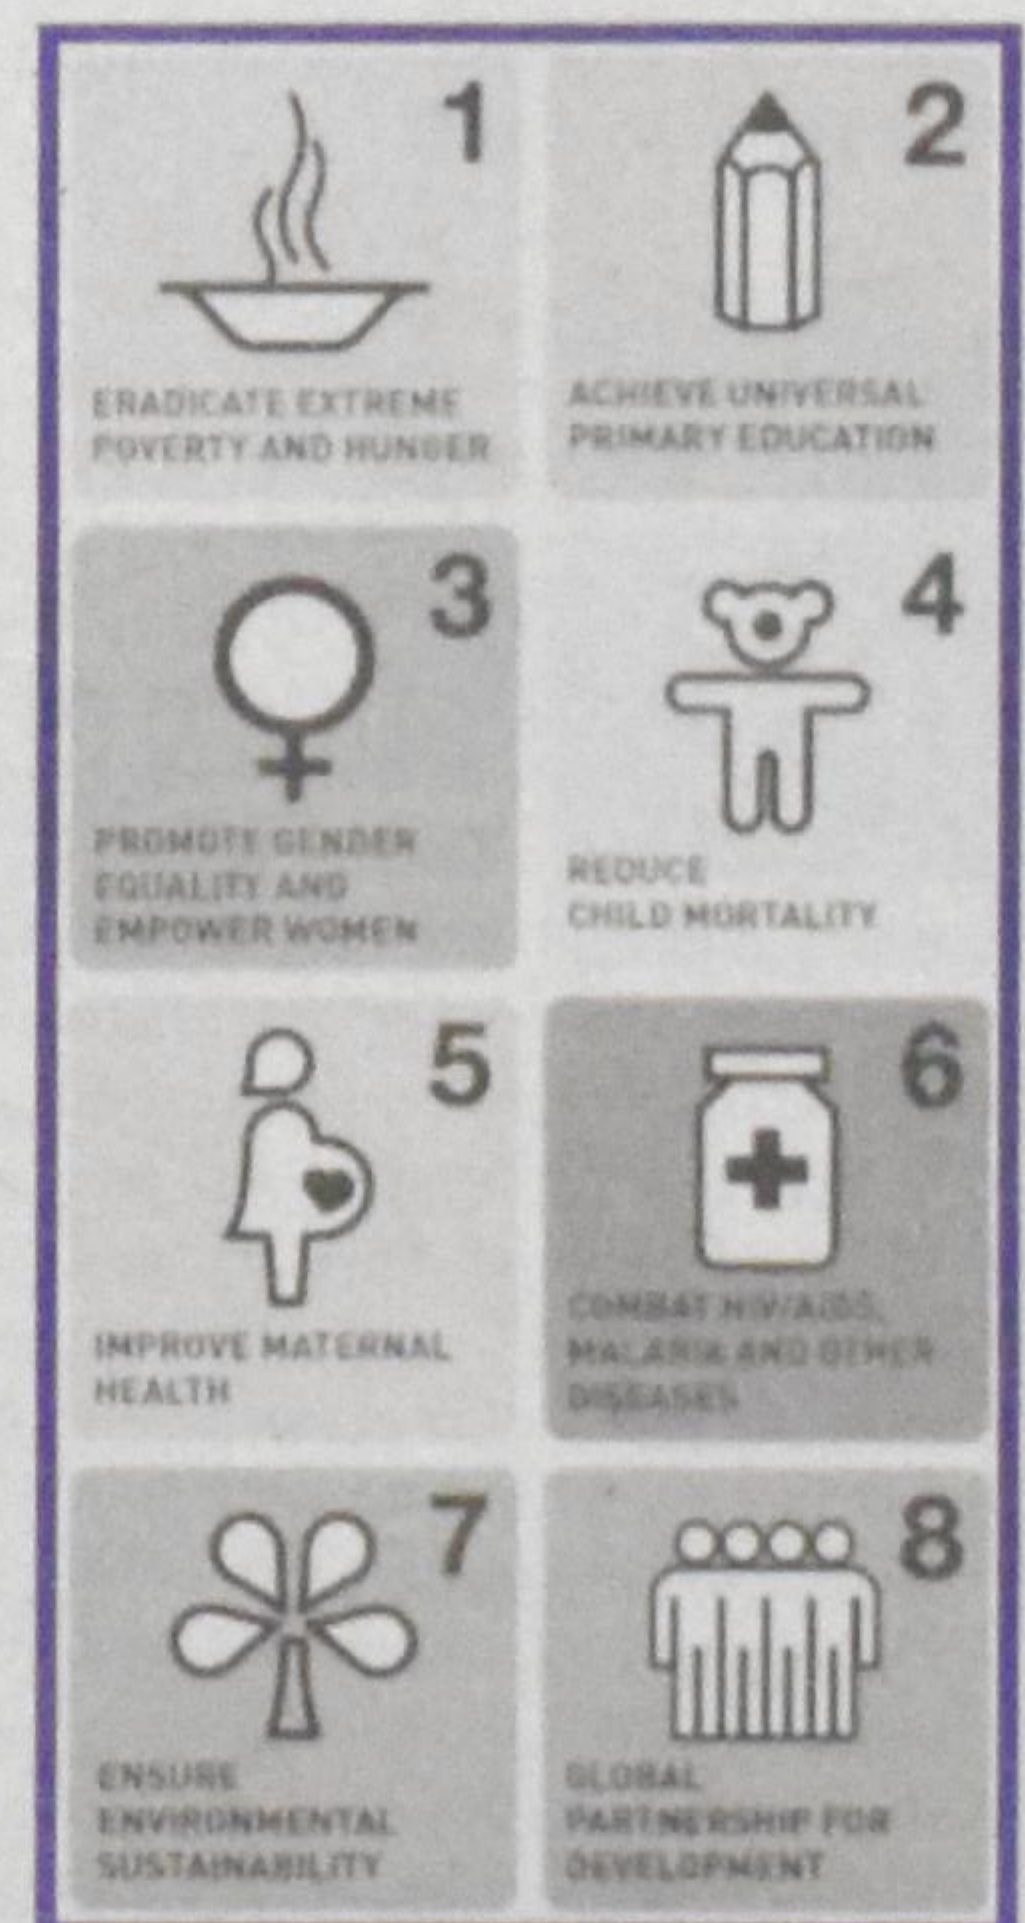 1
ERADICATE EXTREME
POVERTY AND HUNGER
2
ACHIEVE UNIVERSAL
PRIMARY EDUCATION
3
PROMOTE GENDER
EQUALITY AND
EMPOWER WOMEN
4
REDUCE
CHILD MORTALITY
5
IMPROVE MATERNAL
HEALTH
6
COMBAT HIV/AIDS,
MALARIA AND OTHER
DISEASES
7
ENSURE
ENVIRONMENTAL
SUSTAINABILITY
8
GLOBAL
PARTNERSHIP FOR
DEVELOPMENT